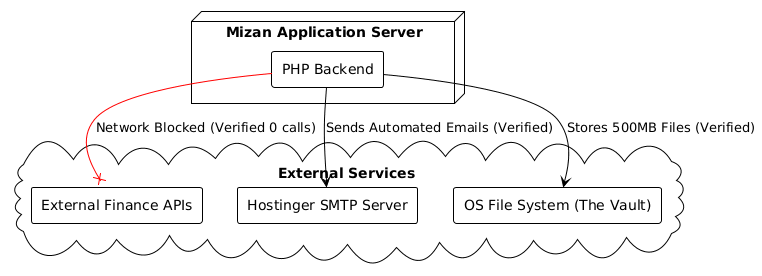 Mizan Application Server
PHP Backend
Network Blocked (Verified 0 calls)
Sends Automated Emails (Verified)
Stores 500MB Files (Verified)
External Services
External Finance APIs
Hostinger SMTP Server
OS File System (The Vault)